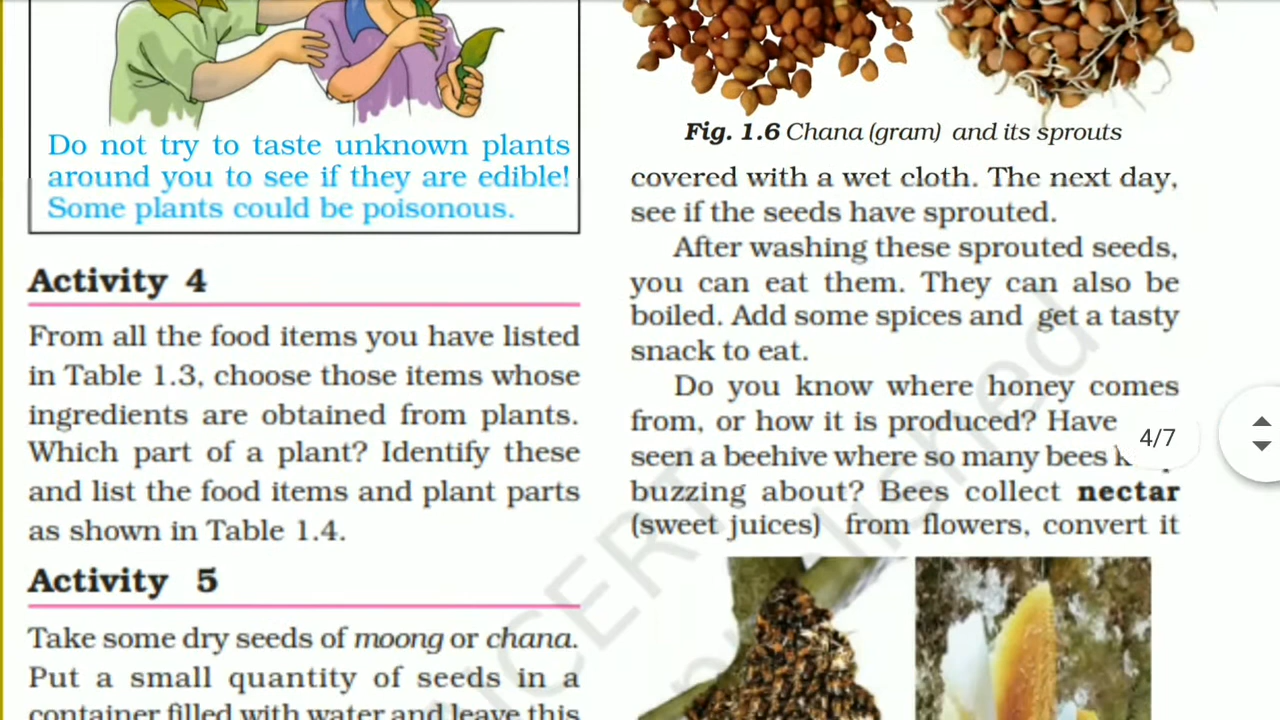 Do not try to taste unknown plants
around you to see if they are edible!
Some plants could be poisonous.
Activity 4
From all the food items you have listed
in Table 1.3, choose those items whose
ingredients are obtained from plants.
Which part of a plant? Identify these
and list the food items and plant parts
as shown in Table 1.4.
Activity 5
Take some dry seeds of moong or chana.
Put a small quantity of seeds in a
container filled with water and leave this
Fig. 1.6 Chana (gram) and its sprouts
covered with a wet cloth. The next day,
see if the seeds have sprouted.
After washing these sprouted seeds,
you can eat them. They can also be
boiled. Add some spices and get a tasty
snack to eat.
Do you know where honey comes
from, or how it is produced? Have
seen a beehive where so many bees
buzzing about? Bees collect nectar
(sweet juices) from flowers, convert it
4/7